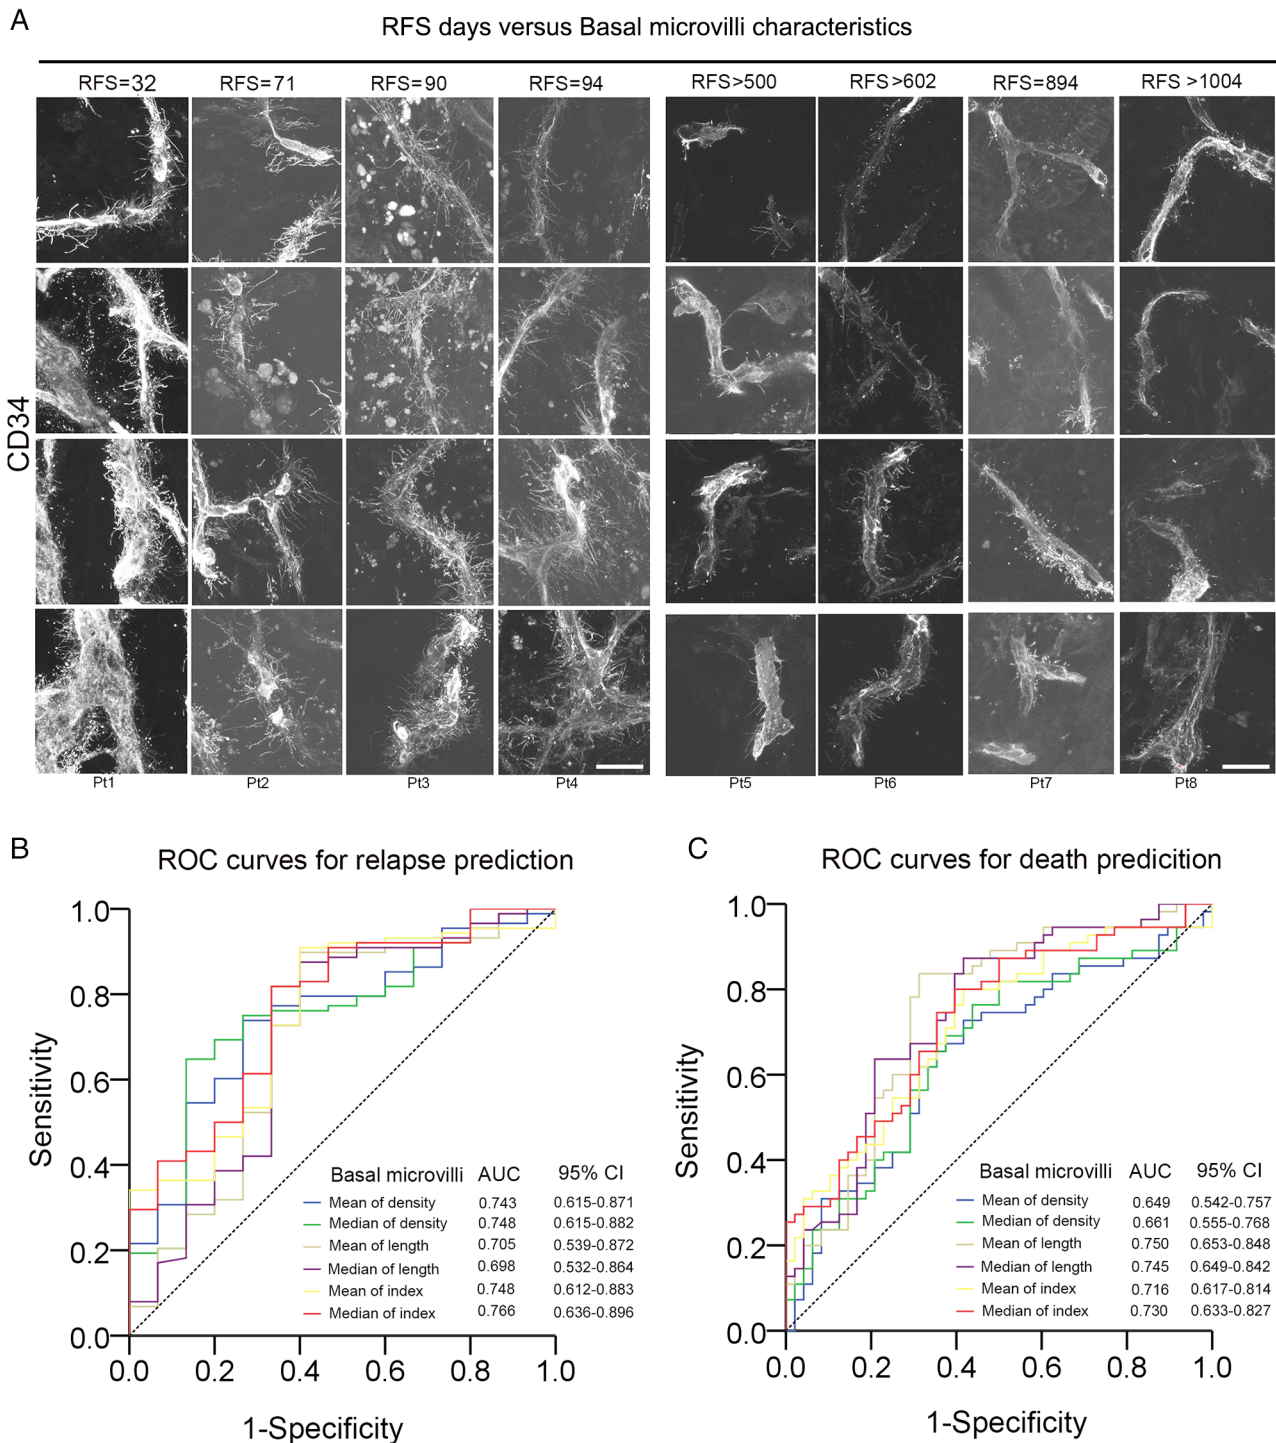 A
RFS days versus Basal microvilli characteristics
RFS=32 RFS=71 RFS=90 RFS=94 RFS>500 RFS>602 RFS=894 RFS >1004
CD34
Pt1 Pt2 Pt3 Pt4 Pt5 Pt6 Pt7 Pt8
B
ROC curves for relapse prediction
1.0
0.8
0.6
0.4
0.2
0.0
Sensitivity
Basal microvilli AUC 95% CI
Mean of density 0.743 0.615-0.871
Median of density 0.748 0.615-0.882
Mean of length 0.705 0.539-0.872
Median of length 0.698 0.532-0.864
Mean of index 0.748 0.612-0.883
Median of index 0.766 0.636-0.896
0.0 0.2 0.4 0.6 0.8 1.0
1-Specificity
C
ROC curves for death predicition
1.0
0.8
0.6
0.4
0.2
0.0
Sensitivity
Basal microvilli AUC 95% CI
Mean of density 0.649 0.542-0.757
Median of density 0.661 0.555-0.768
Mean of length 0.750 0.653-0.848
Median of length 0.745 0.649-0.842
Mean of index 0.716 0.617-0.814
Median of index 0.730 0.633-0.827
0.0 0.2 0.4 0.6 0.8 1.0
1-Specificity